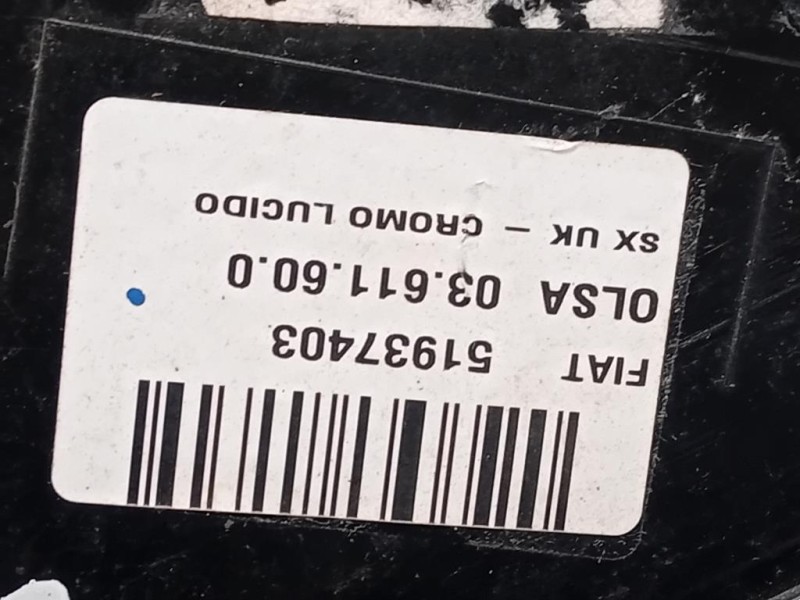 FIAT 51937403
OLSA 03.611.60.0
SX UK - CROMO LUCIDO